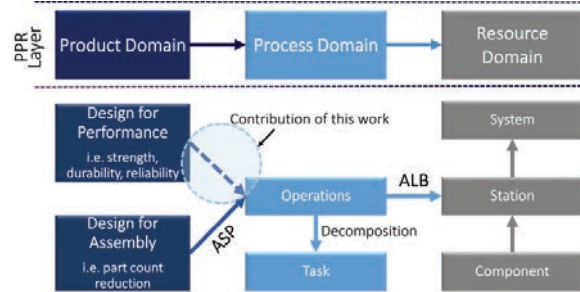 PPR
Layer
Product Domain
Process Domain
Resource
Domain
Design for
Performance
i.e. strength,
durability, reliability
Contribution of this work
System
Operations
ALB
Station
ASP
Decomposition
Design for
Assembly
i.e. part count
reduction
Task
Component